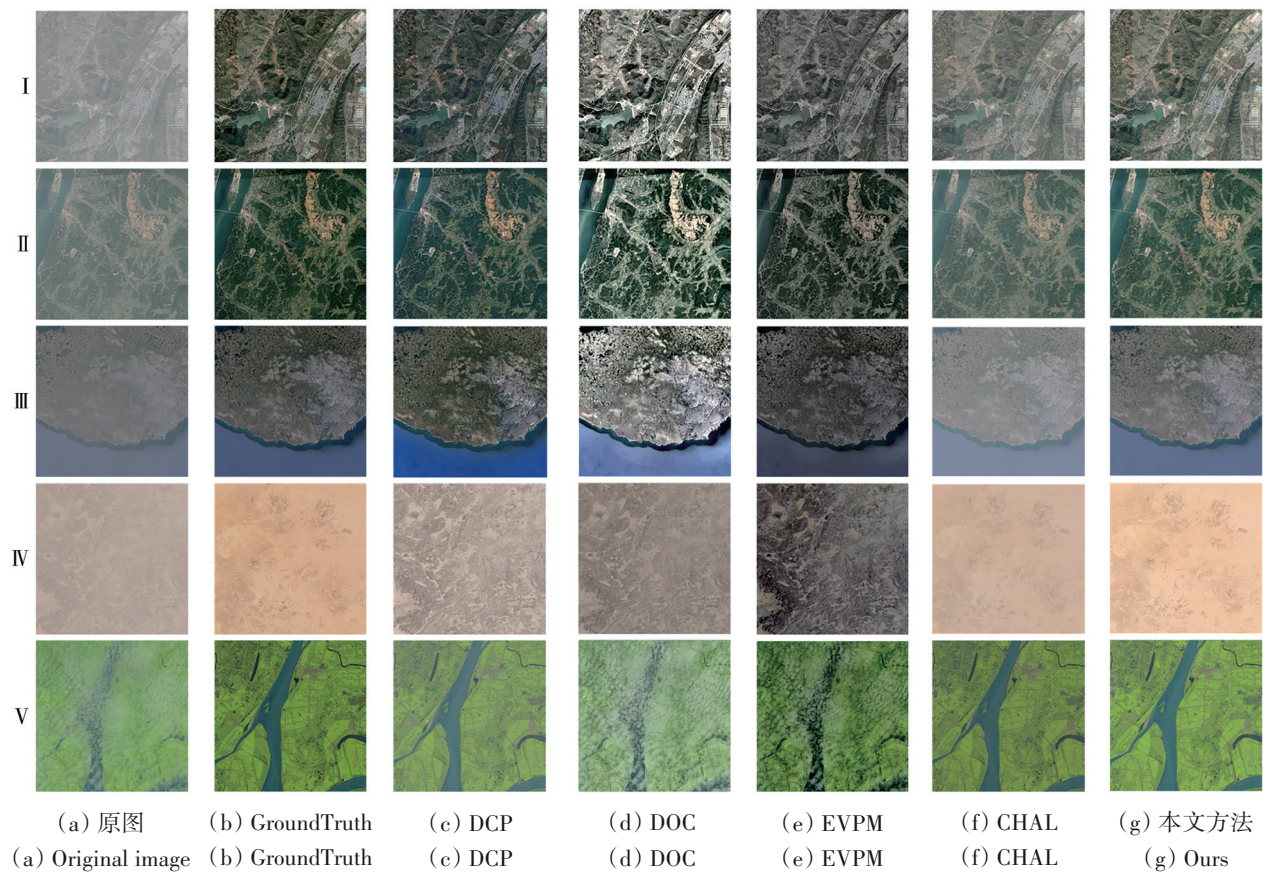 Ⅰ
Ⅱ
Ⅲ
Ⅳ
Ⅴ
(a) 原图 (b) GroundTruth (c) DCP (d) DOC (e) EVPM (f) CHAL (g) 本文方法
(a) Original image (b) GroundTruth (c) DCP (d) DOC (e) EVPM (f) CHAL (g) Ours